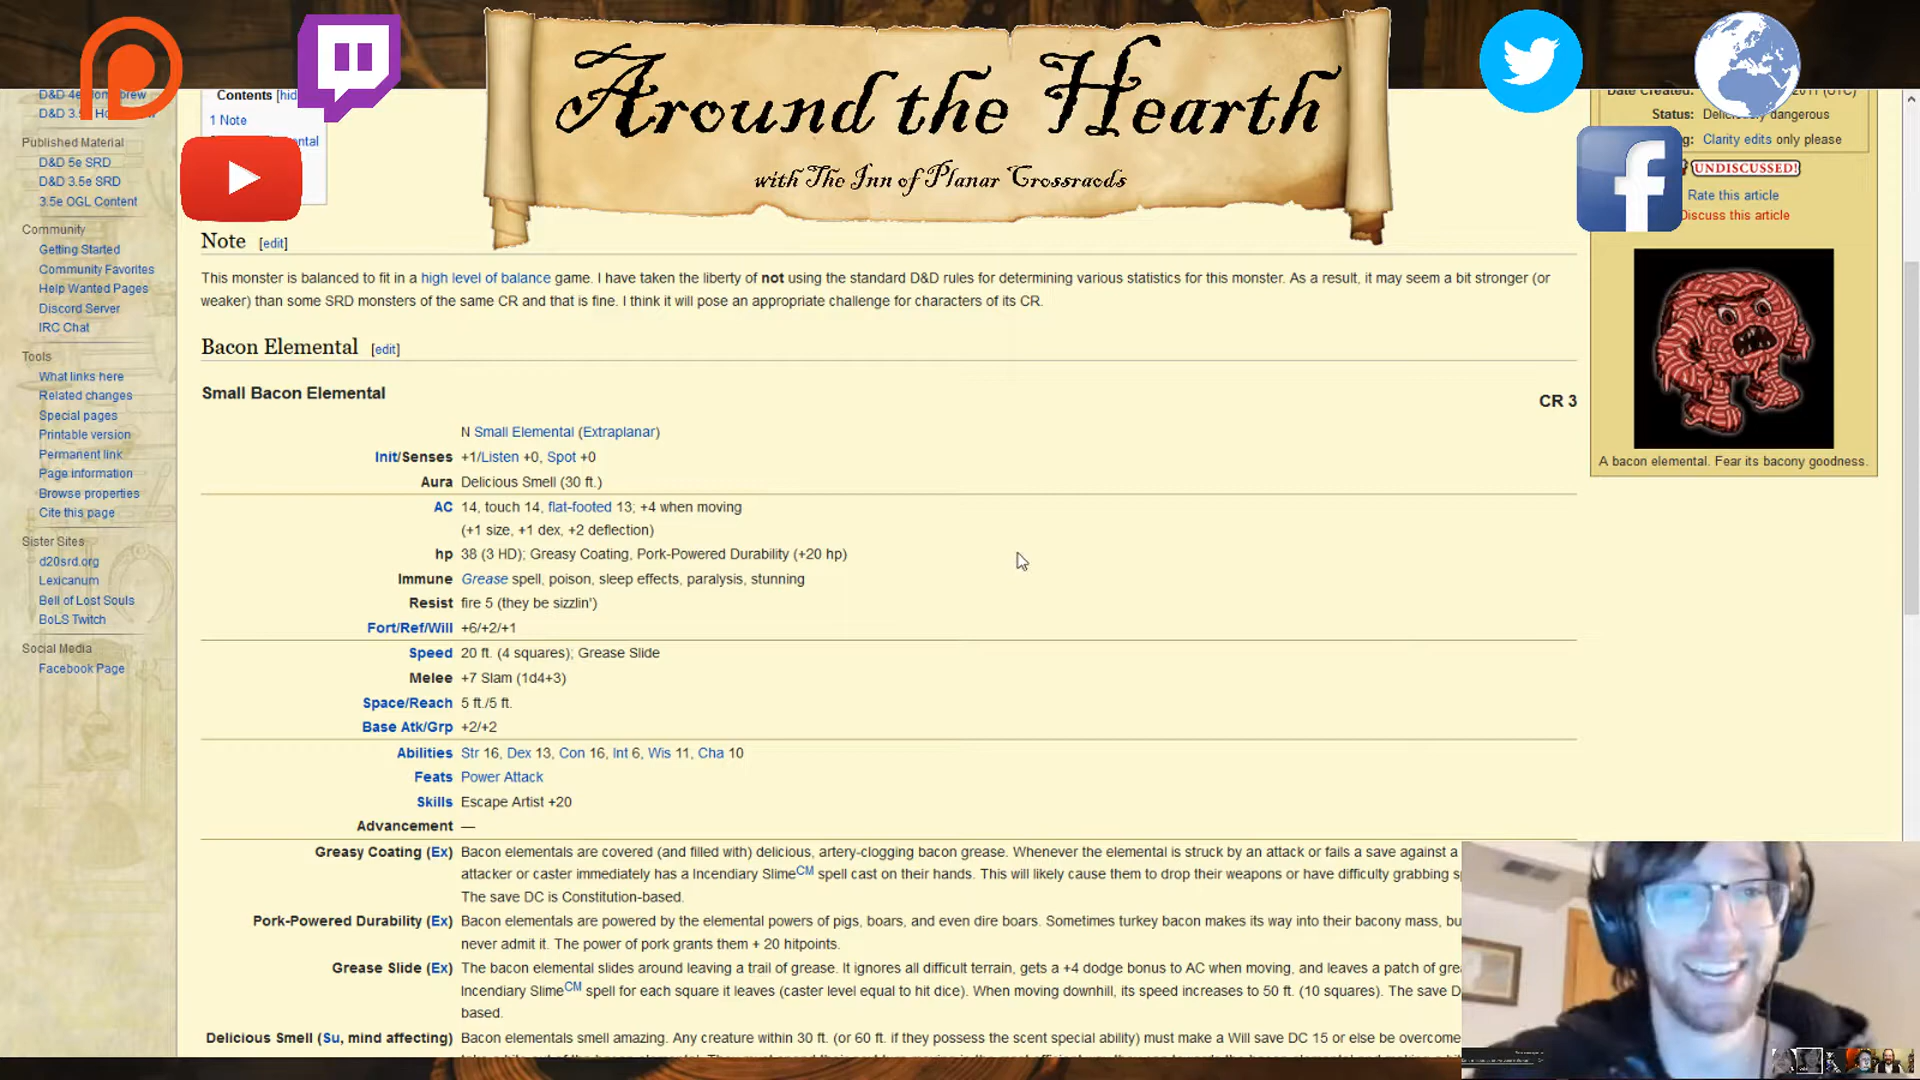 Around the Hearth
with The Inn of Planar Crossraods
D&D 4e
D&D 3.5e
Published Material
D&D 5e SRD
D&D 3.5e SRD
3.5e OGL Content
Community
Getting Started
Community Favorites
Help Wanted Pages
Discord Server
IRC Chat
Tools
What links here
Related changes
Special pages
Printable version
Permanent link
Page information
Browse properties
Cite this page
Sister Sites
d20srd.org
Lexicanum
Bell of Lost Souls
BoLS Twitch
Social Media
Facebook Page
Contents [hid
1 Note
ental
Note [edit]
This monster is balanced to fit in a high level of balance game. I have taken the liberty of not using the standard D&D rules for determining various statistics for this monster. As a result, it may seem a bit stronger (or
weaker) than some SRD monsters of the same CR and that is fine. I think it will pose an appropriate challenge for characters of its CR.
Bacon Elemental [edit]
Small Bacon Elemental CR 3
N Small Elemental (Extraplanar)
Init/Senses +1/Listen +0, Spot +0
Aura Delicious Smell (30 ft.)
AC 14, touch 14, flat-footed 13; +4 when moving
(+1 size, +1 dex, +2 deflection)
hp 38 (3 HD); Greasy Coating, Pork-Powered Durability (+20 hp)
Immune Grease spell, poison, sleep effects, paralysis, stunning
Resist fire 5 (they be sizzlin')
Fort/Ref/Will +6/+2/+1
Speed 20 ft. (4 squares); Grease Slide
Melee +7 Slam (1d4+3)
Space/Reach 5 ft./5 ft.
Base Atk/Grp +2/+2
Abilities Str 16, Dex 13, Con 16, Int 6, Wis 11, Cha 10
Feats Power Attack
Skills Escape Artist +20
Advancement —
Greasy Coating (Ex) Bacon elementals are covered (and filled with) delicious, artery-clogging bacon grease. Whenever the elemental is struck by an attack or fails a save against a
attacker or caster immediately has a Incendiary SlimeCM spell cast on their hands. This will likely cause them to drop their weapons or have difficulty grabbing s
The save DC is Constitution-based.
Pork-Powered Durability (Ex) Bacon elementals are powered by the elemental powers of pigs, boars, and even dire boars. Sometimes turkey bacon makes its way into their bacony mass, bu
never admit it. The power of pork grants them + 20 hitpoints.
Grease Slide (Ex) The bacon elemental slides around leaving a trail of grease. It ignores all difficult terrain, gets a +4 dodge bonus to AC when moving, and leaves a patch of gre
Incendiary SlimeCM spell for each square it leaves (caster level equal to hit dice). When moving downhill, its speed increases to 50 ft. (10 squares). The save D
based.
Delicious Smell (Su, mind affecting) Bacon elementals smell amazing. Any creature within 30 ft. (or 60 ft. if they possess the scent special ability) must make a Will save DC 15 or else be overcome
Date Created: 2011 (UTC)
Status: Deliciously dangerous
g: Clarity edits only please
UNDISCUSSED!
Rate this article
Discuss this article
A bacon elemental. Fear its bacony goodness.